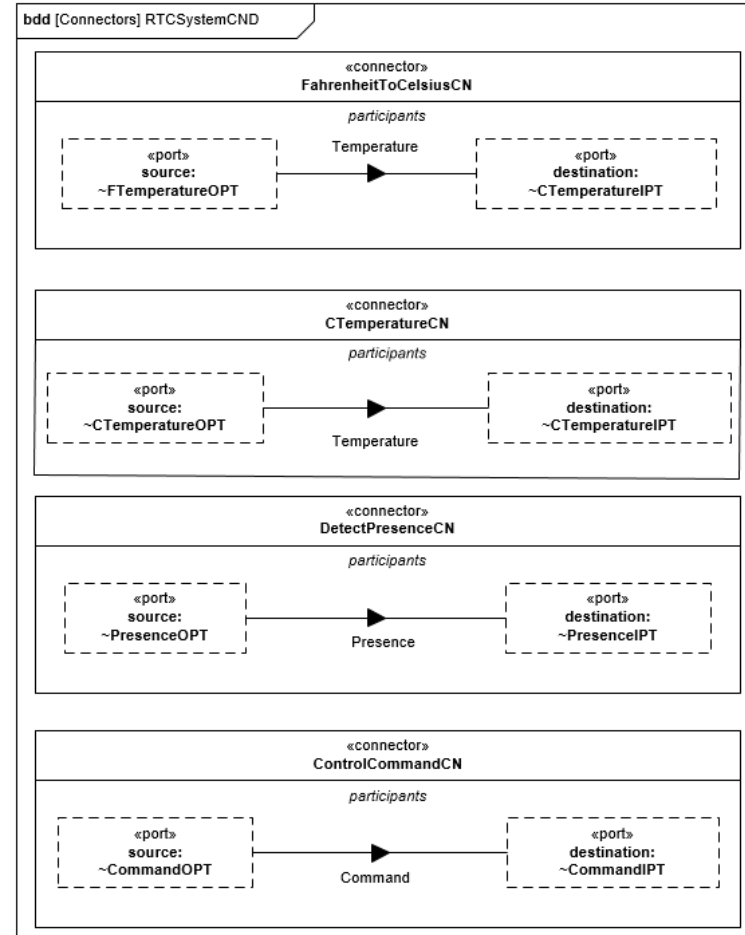 bdd [Connectors] RTCSystemCND
«connector»
FahrenheitToCelsiusCN
participants
«port»
source:
~FTemperatureOPT
Temperature
«port»
destination:
~CTemperatureIPT
«connector»
CTemperatureCN
participants
«port»
source:
~CTemperatureOPT
Temperature
«port»
destination:
~CTemperatureIPT
«connector»
DetectPresenceCN
participants
«port»
source:
~PresenceOPT
Presence
«port»
destination:
~PresenceIPT
«connector»
ControlCommandCN
participants
«port»
source:
~CommandOPT
Command
«port»
destination:
~CommandIPT